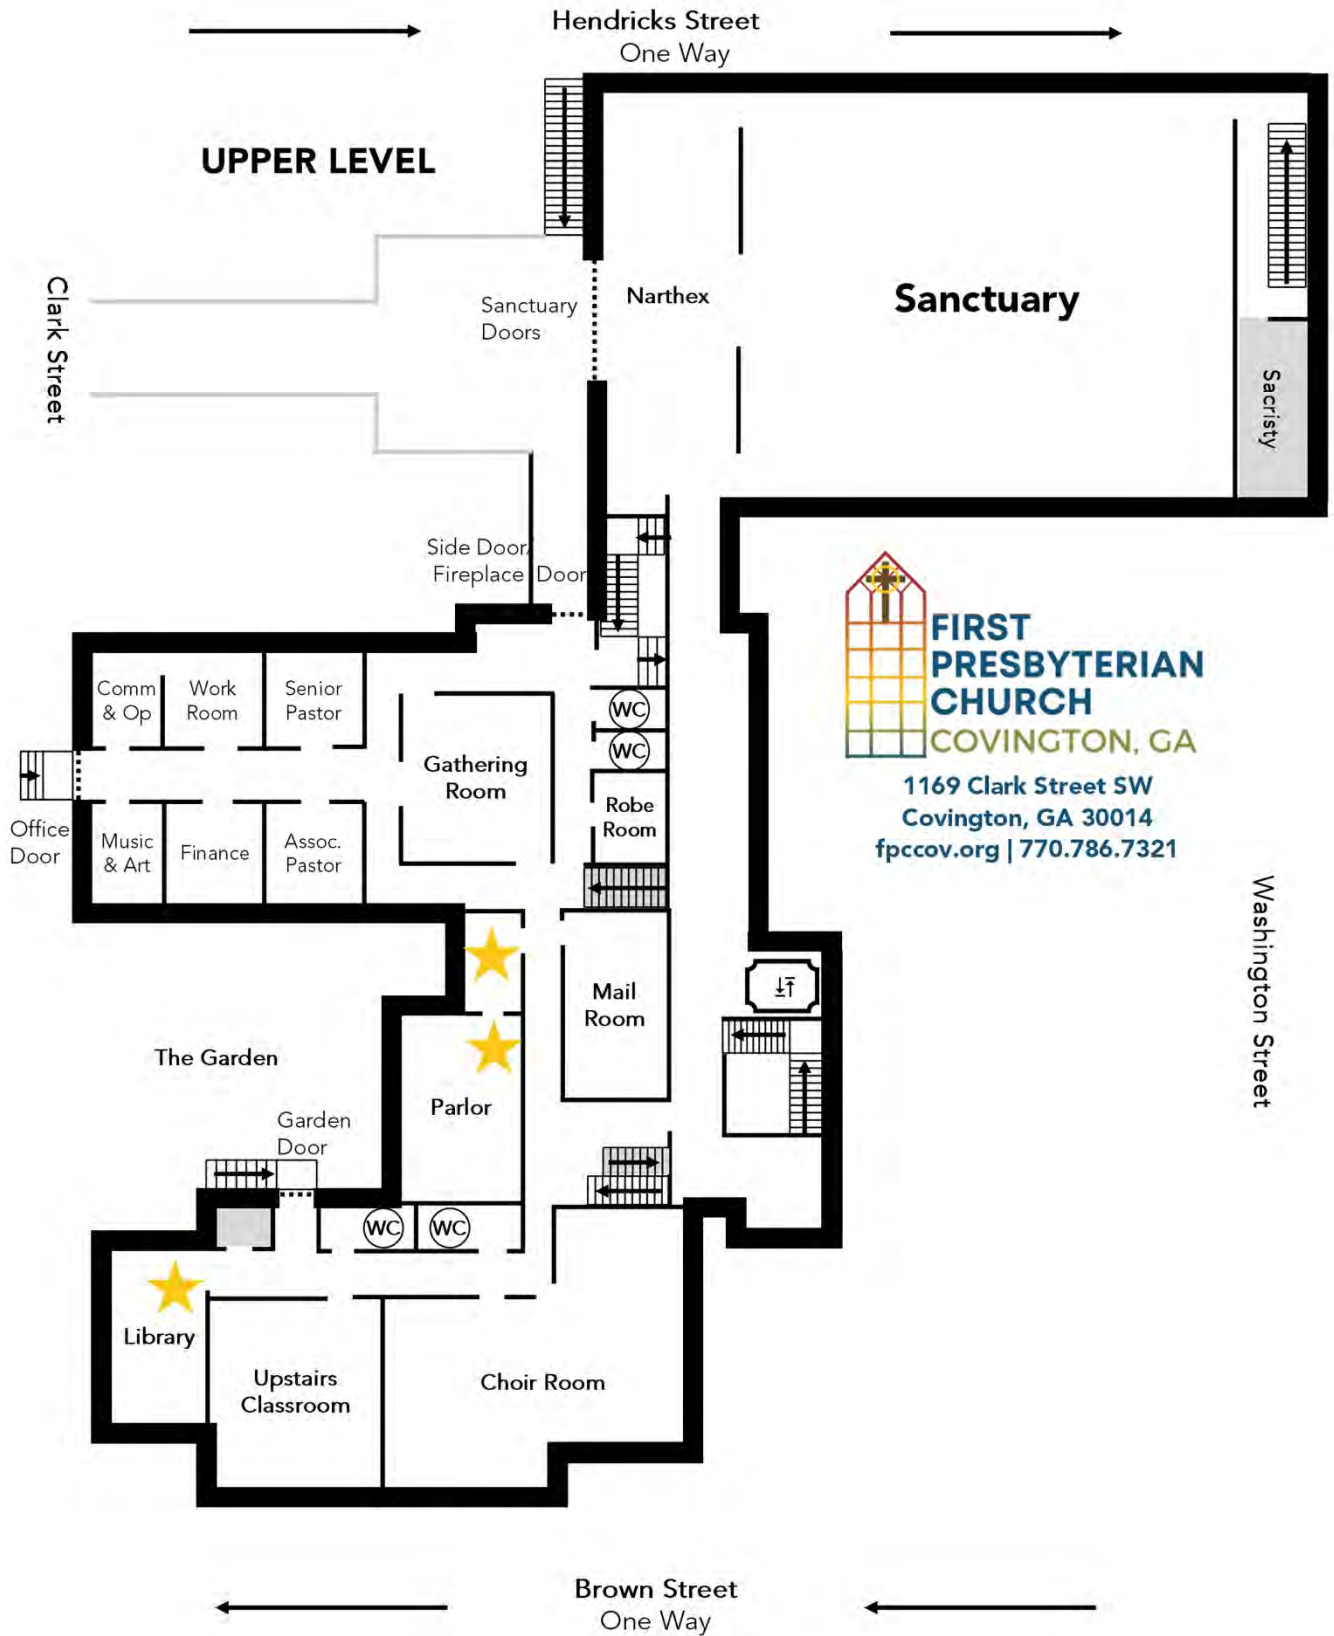 Hendricks Street
One Way
UPPER LEVEL
Clark Street
Sanctuary
Doors
Narthex
Sanctuary
Sacristy
Side Door/
Fireplace Door
FIRST
PRESBYTERIAN
CHURCH
COVINGTON, GA
1169 Clark Street SW
Covington, GA 30014
fpccov.org | 770.786.7321
Comm
& Op
Work
Room
Senior
Pastor
WC
WC
Gathering
Room
Robe
Room
Office
Door
Music
& Art
Finance
Assoc.
Pastor
Washington Street
Mail
Room
The Garden
Parlor
Garden
Door
WC
WC
Library
Upstairs
Classroom
Choir Room
Brown Street
One Way